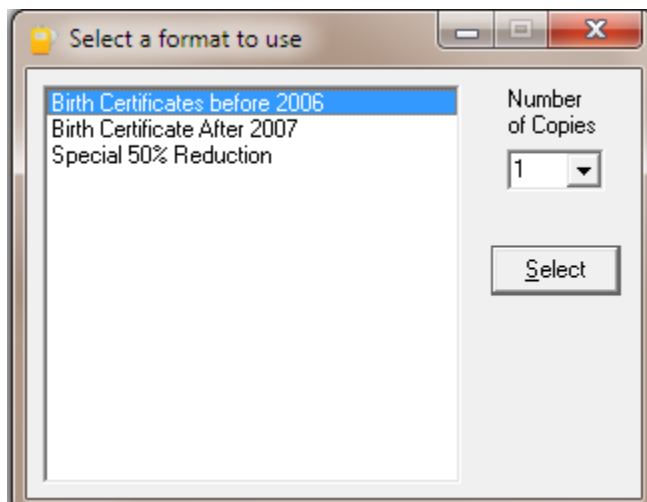 Select a format to use
Birth Certificates before 2006
Birth Certificate After 2007
Special 50% Reduction
Number
of Copies
1
Select